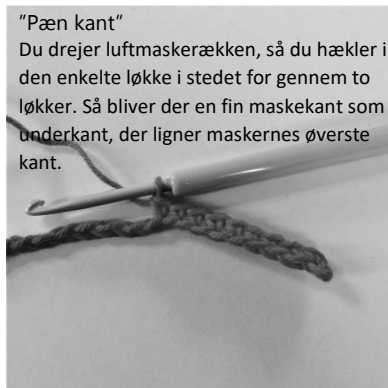 ”Pæn kant”
Du drejer luftmaskerækken, så du hækler i
den enkelte løkke i stedet for gennem to
løkker. Så bliver der en fin maskekant som
underkant, der ligner maskernes øverste
kant.